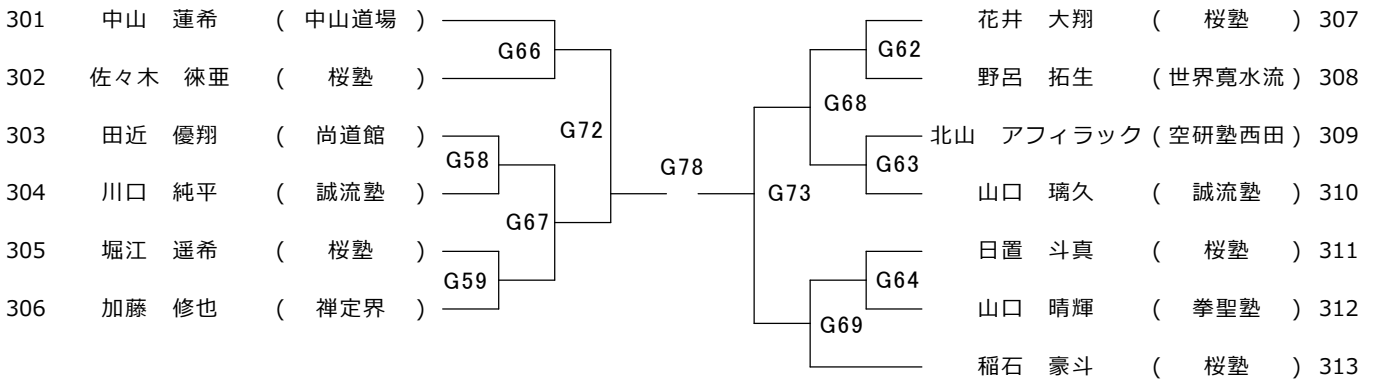 301 中山 蓮希 ( 中山道場 )
G66
302 佐々木 徠亜 ( 桜塾 )
G72
303 田近 優翔 ( 尚道館 )
G58
304 川口 純平 ( 誠流塾 )
G67
305 堀江 遥希 ( 桜塾 )
G59
306 加藤 修也 ( 禅定界 )
G78
花井 大翔 ( 桜塾 ) 307
G62
野呂 拓生 ( 世界寛水流 ) 308
G68
北山 アフィラック ( 空研塾西田 ) 309
G63
山口 璃久 ( 誠流塾 ) 310
G73
日置 斗真 ( 桜塾 ) 311
G64
山口 晴輝 ( 拳聖塾 ) 312
G69
稲石 豪斗 ( 桜塾 ) 313